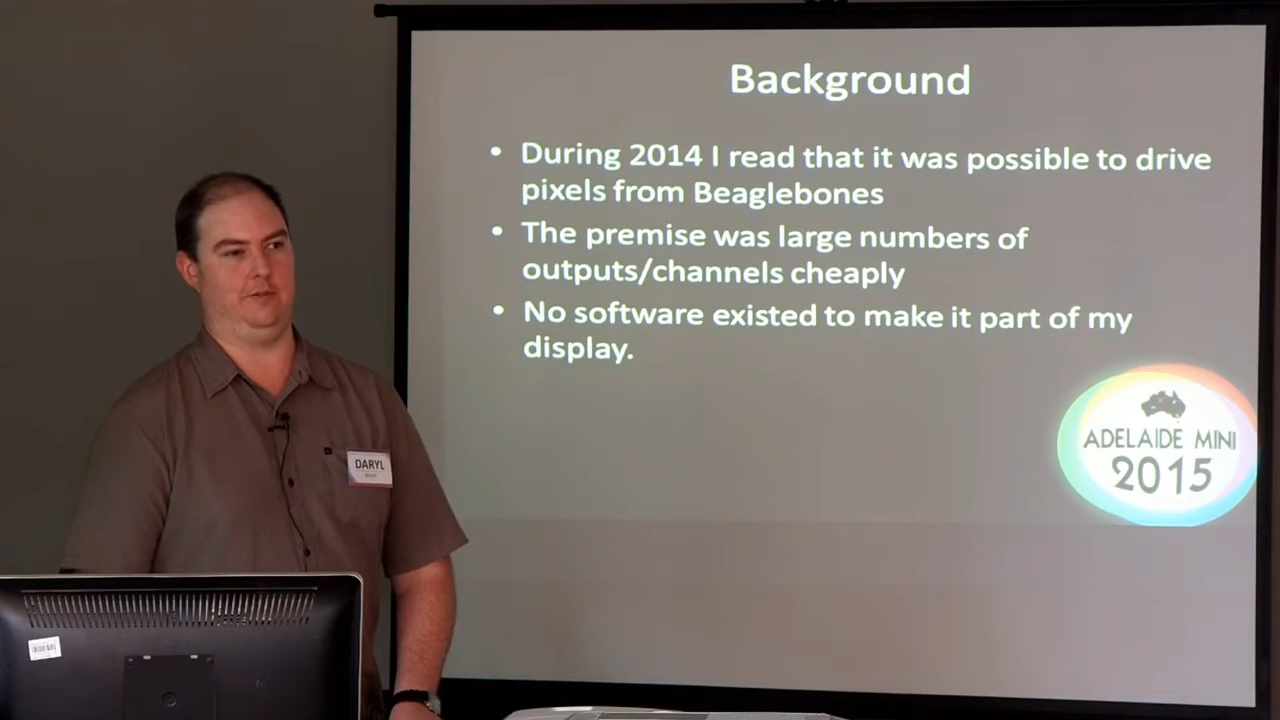 Background
• During 2014 I read that it was possible to drive
pixels from Beaglebones
• The premise was large numbers of
outputs/channels cheaply
• No software existed to make it part of my
display.
ADELAIDE MINI
2015
DARYL